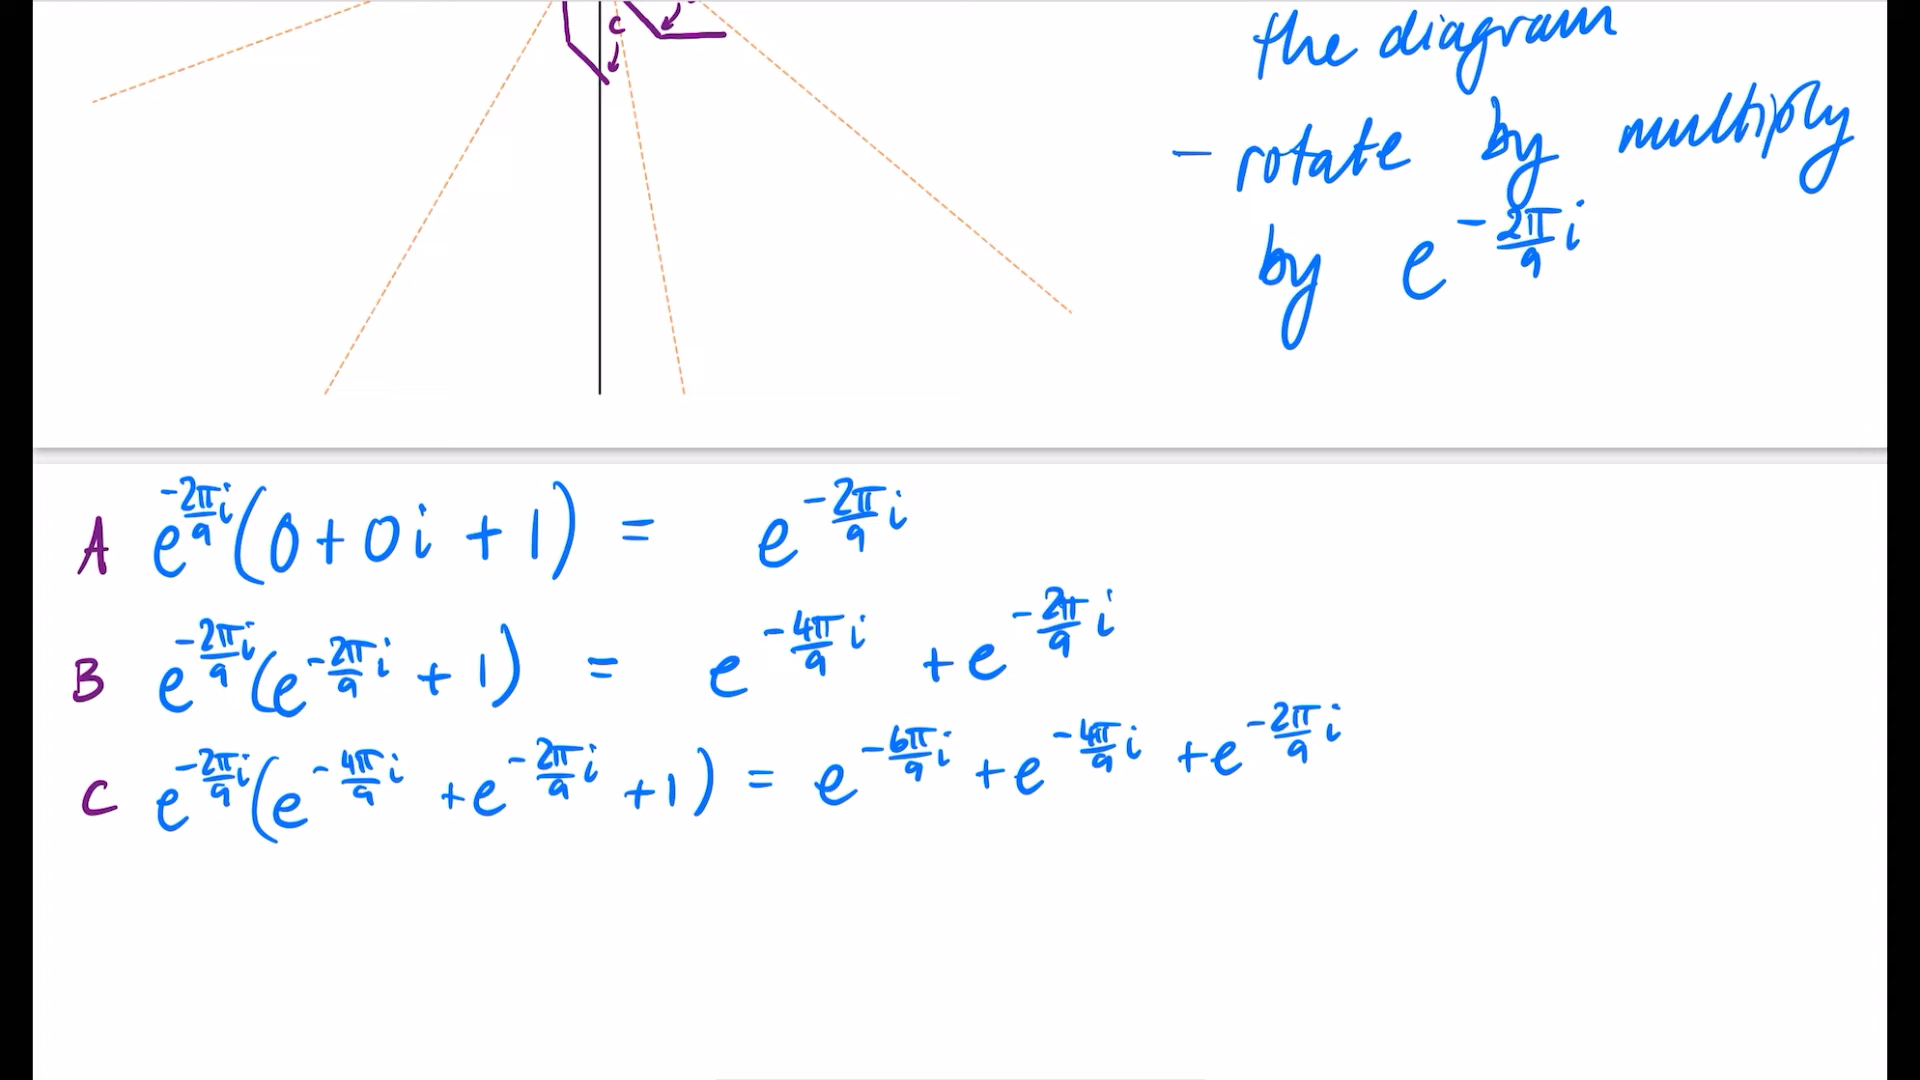 c
the diagram
- rotate by multiply
by e^{-2π/9 i}
A e^{-2π/9 i}(0 + 0i + 1) = e^{-2π/9 i}
B e^{-2π/9 i}(e^{-2π/9 i} + 1) = e^{-4π/9 i} + e^{-2π/9 i}
C e^{-2π/9 i}(e^{-4π/9 i} + e^{-2π/9 i} + 1) = e^{-6π/9 i} + e^{-4π/9 i} + e^{-2π/9 i}